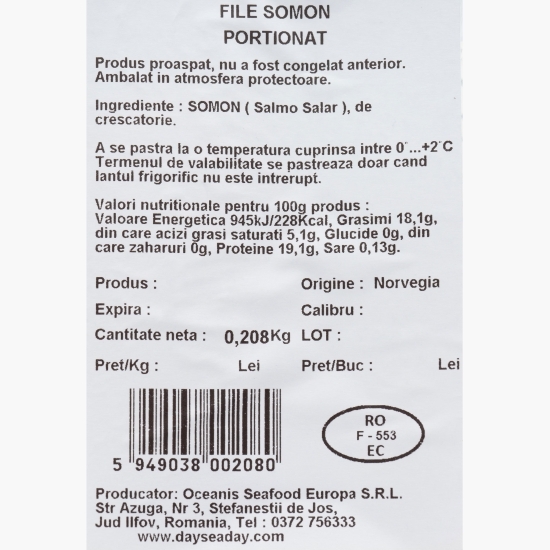 FILE SOMON
PORTIONAT
Produs proaspat, nu a fost congelat anterior.
Ambalat in atmosfera protectoare.
Ingrediente : SOMON ( Salmo Salar ), de
crescatorie.
A se pastra la o temperatura cuprinsa intre 0°...+2°C
Termenul de valabilitate se pastreaza doar cand
lantul frigorific nu este intrerupt.
Valori nutritionale pentru 100g produs :
Valoare Energetica 945kJ/228Kcal, Grasimi 18,1g,
din care acizi grasi saturati 5,1g, Glucide 0g, din
care zaharuri 0g, Proteine 19,1g, Sare 0,13g.
Produs : Origine : Norvegia
Expira : Calibru :
Cantitate neta : 0,208Kg LOT :
Pret/Kg : Lei Pret/Buc : Lei
5 949038 002080
RO
F - 553
EC
Producator: Oceanis Seafood Europa S.R.L.
Str Azuga, Nr 3, Stefanestii de Jos,
Jud Ilfov, Romania, Tel : 0372 756333
www.dayseaday.com